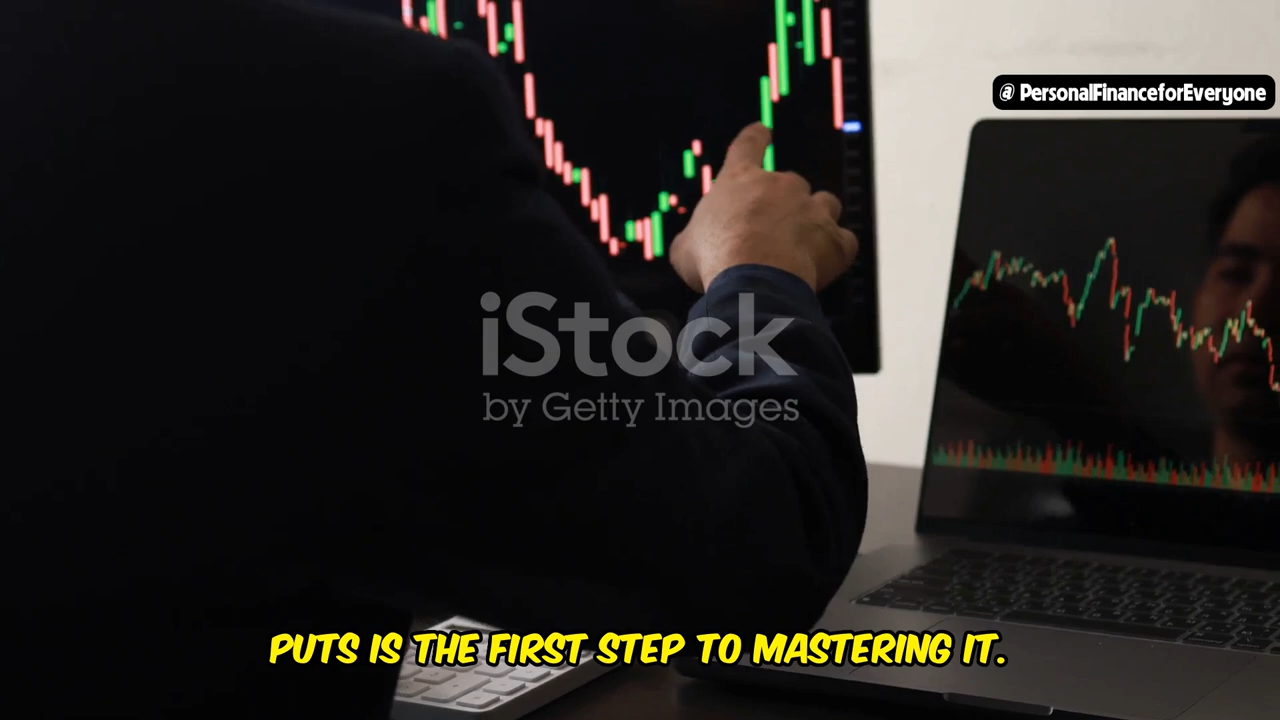 @ PersonalFinanceforEveryone
iStock
by Getty Images
PUTS IS THE FIRST STEP TO MASTERING IT.